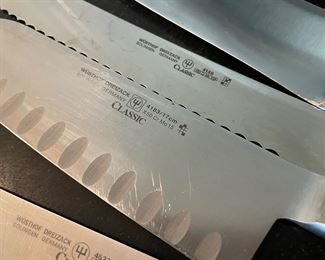 WÜSTHOF DREIZACK
SOLINGEN GERMANY
CLASSIC
WÜSTHOF DREIZACK
SOLINGEN GERMANY
4183/17cm
X50 Cr Mo 15
CLASSIC
WÜSTHOF DREIZACK
SOLINGEN GERMANY